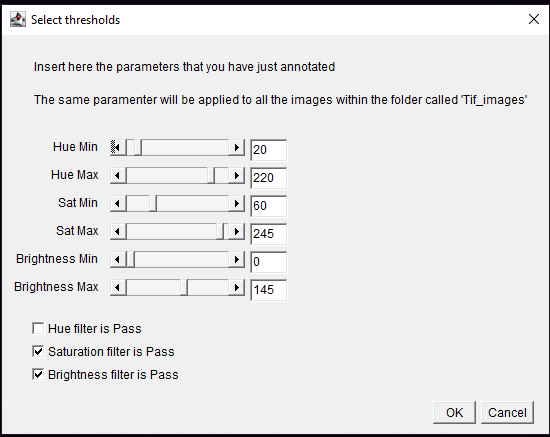 Select thresholds
Insert here the parameters that you have just annotated
The same paramenter will be applied to all the images within the folder called 'Tif_images'
Hue Min 20
Hue Max 220
Sat Min 60
Sat Max 245
Brightness Min 0
Brightness Max 145
Hue filter is Pass
Saturation filter is Pass
Brightness filter is Pass
OK Cancel